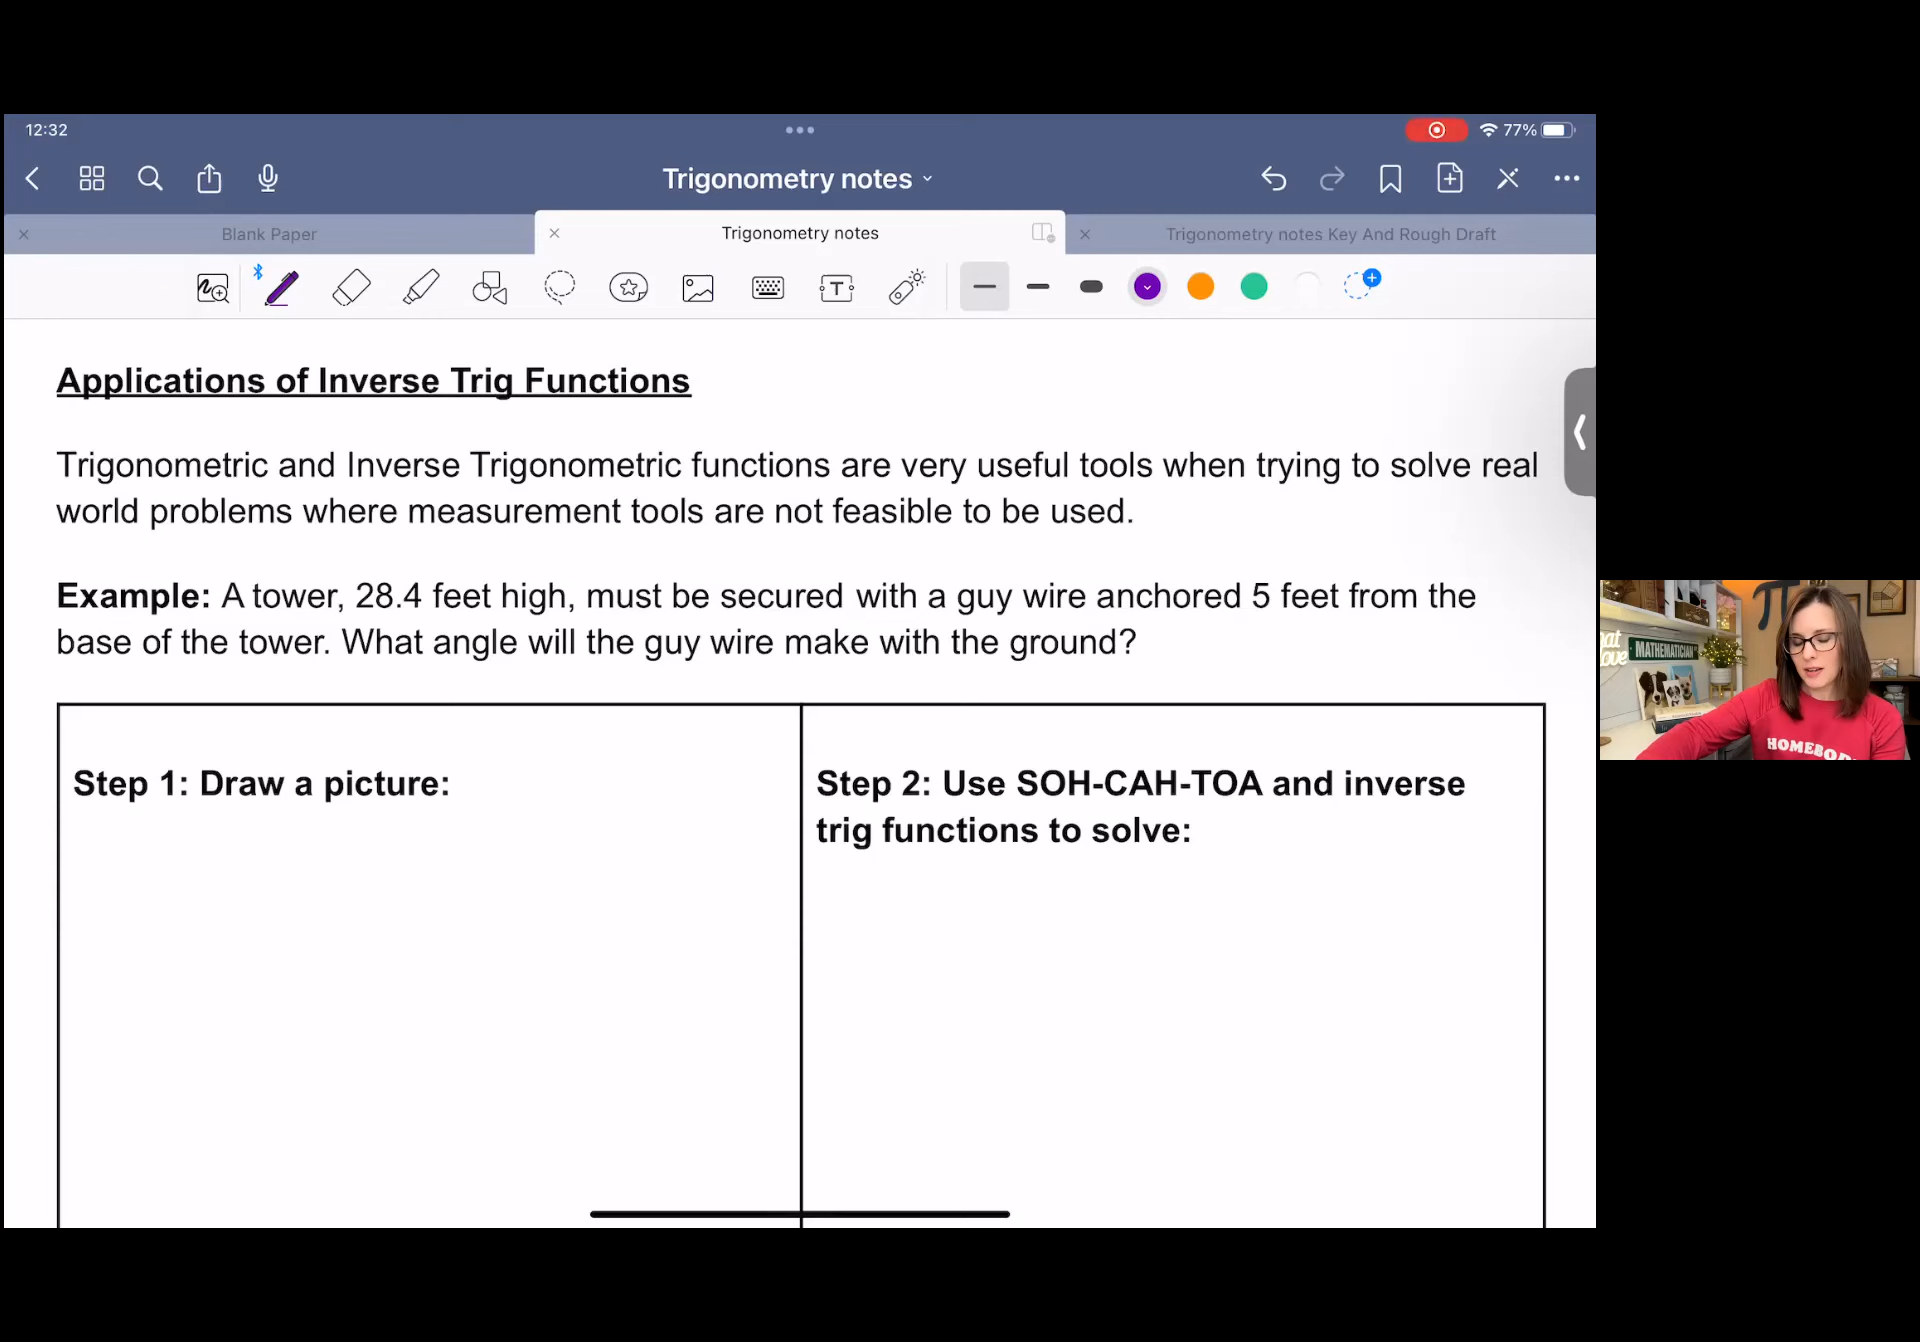 12:32
77%
Trigonometry notes
Blank Paper
Trigonometry notes
Trigonometry notes Key And Rough Draft
Applications of Inverse Trig Functions
Trigonometric and Inverse Trigonometric functions are very useful tools when trying to solve real
world problems where measurement tools are not feasible to be used.
Example: A tower, 28.4 feet high, must be secured with a guy wire anchored 5 feet from the
base of the tower. What angle will the guy wire make with the ground?
Step 1: Draw a picture:
Step 2: Use SOH-CAH-TOA and inverse
trig functions to solve:
MATHEMATICIAN